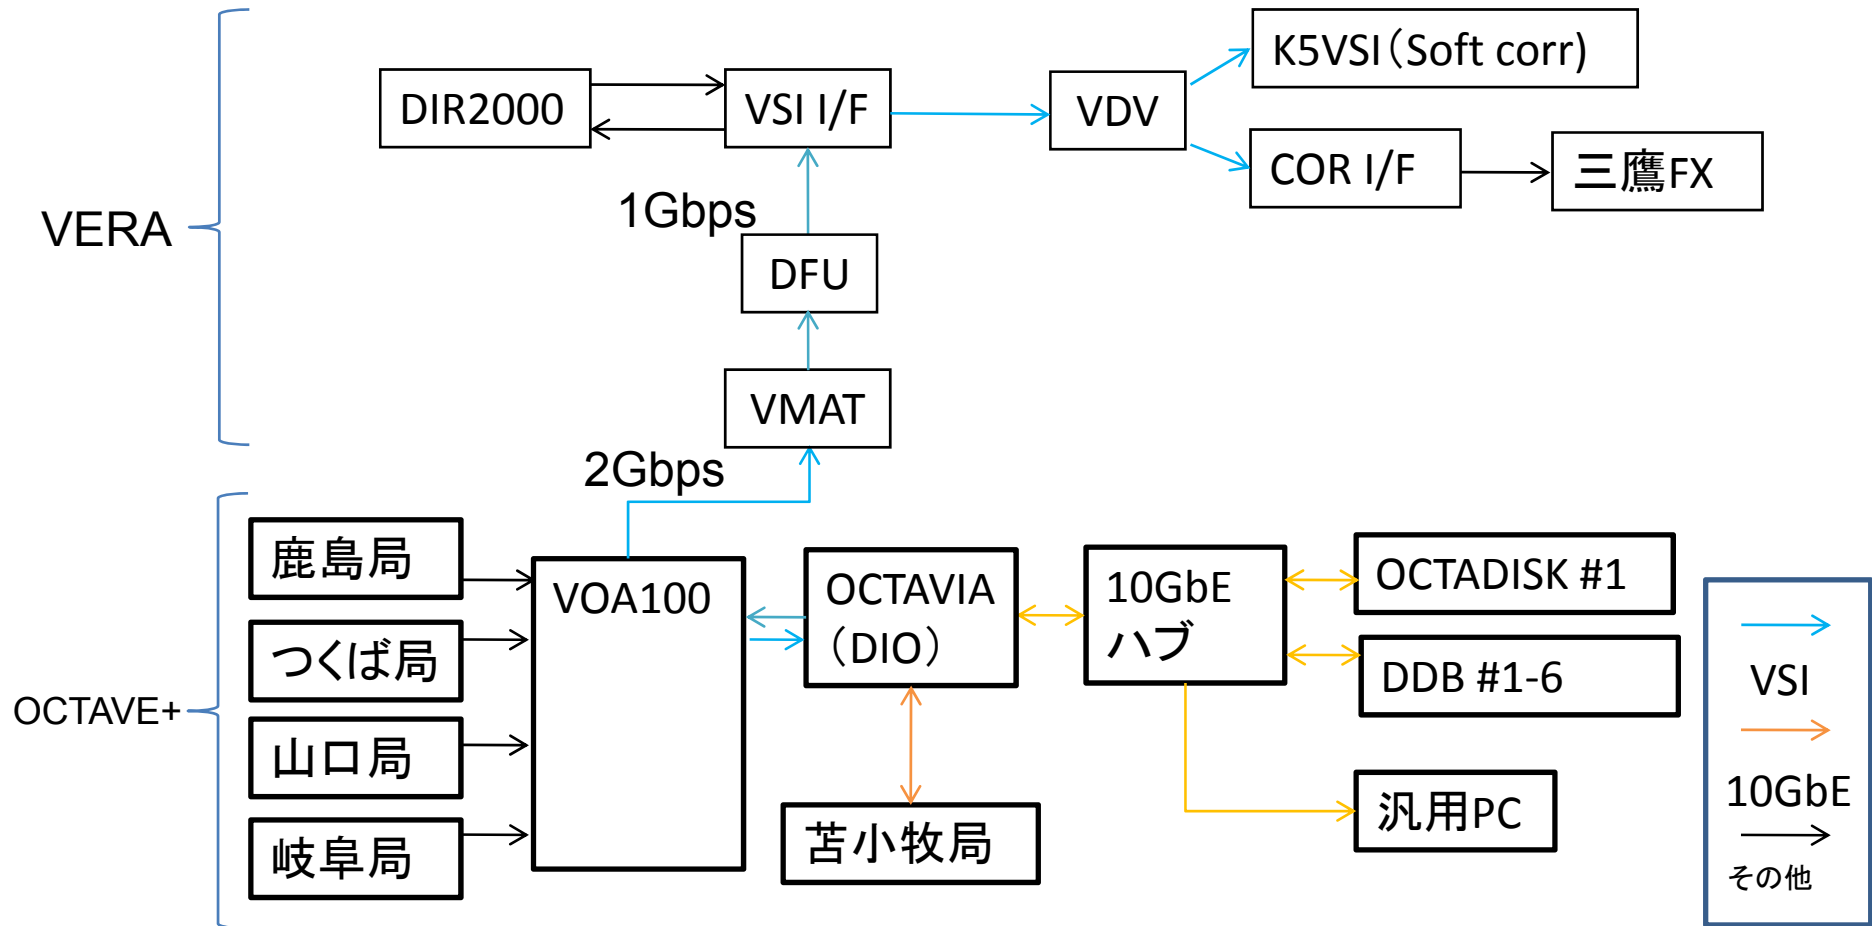 K5VSI（Soft corr)
DIR2000
VSI I/F
VDV
COR I/F
三鷹FX
VERA
1Gbps
DFU
VMAT
2Gbps
鹿島局
つくば局
山口局
岐阜局
OCTAVE+
VOA100
OCTAVIA
（DIO）
10GbE
ハブ
OCTADISK #1
DDB #1-6
苫小牧局
汎用PC
VSI
10GbE
その他